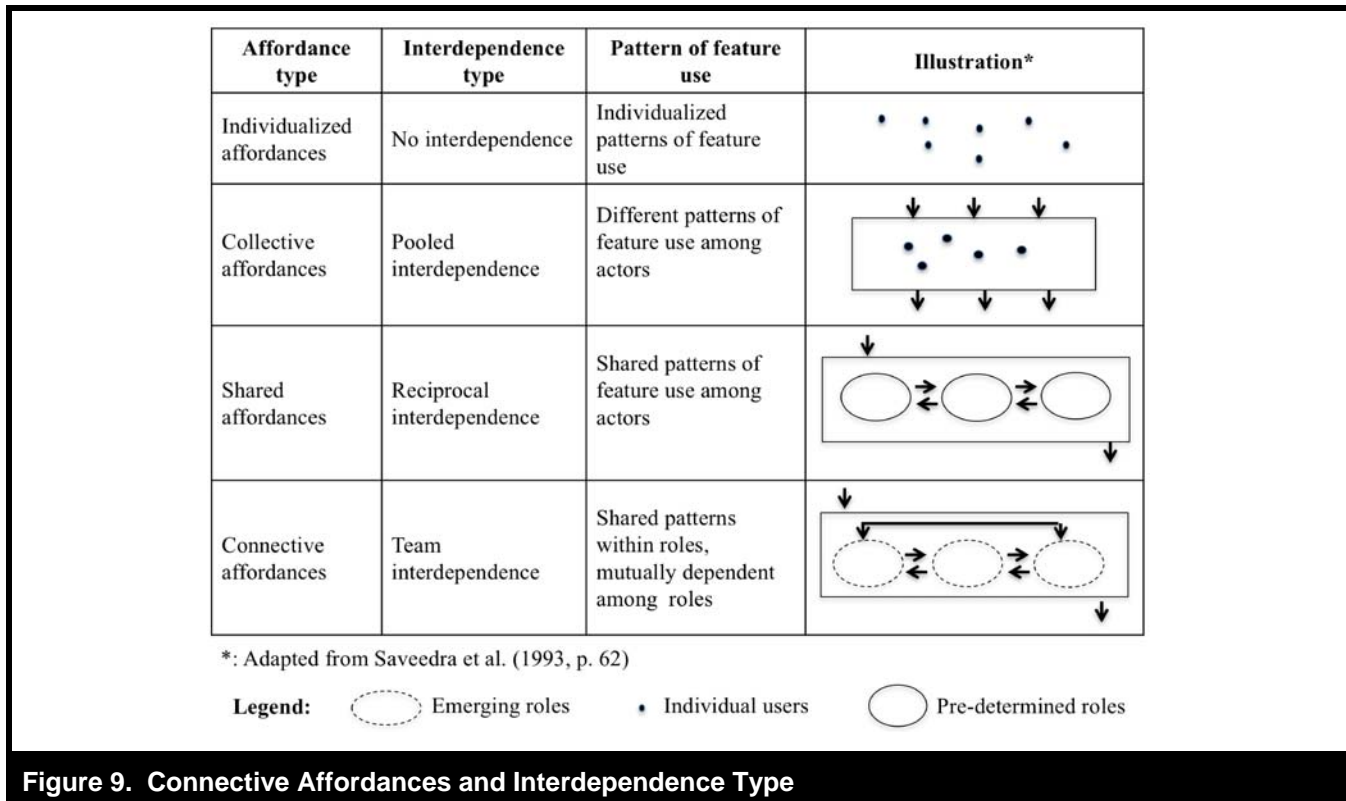 Affordance type
Interdependence type
Pattern of feature use
Illustration*
Individualized affordances
No interdependence
Individualized patterns of feature use
Collective affordances
Pooled interdependence
Different patterns of feature use among actors
Shared affordances
Reciprocal interdependence
Shared patterns of feature use among actors
Connective affordances
Team interdependence
Shared patterns within roles, mutually dependent among roles
*: Adapted from Saveedra et al. (1993, p. 62)
Legend: Emerging roles Individual users Pre-determined roles
Figure 9. Connective Affordances and Interdependence Type